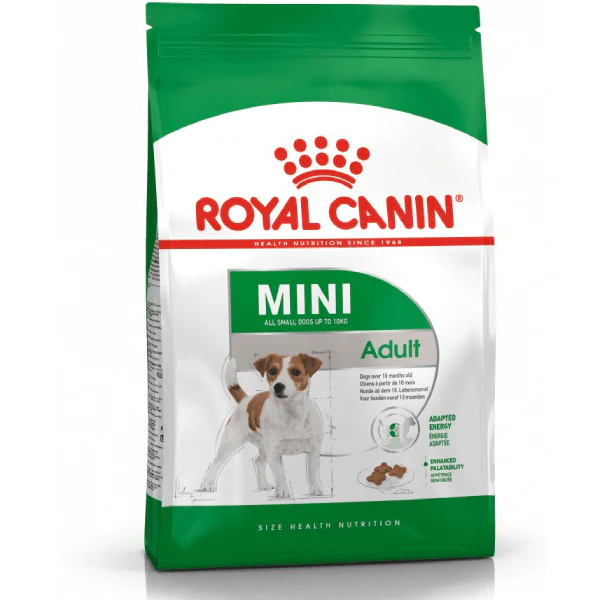 ROYAL CANIN®
HEALTH NUTRITION SINCE 1968
MINI
ALL SMALL DOGS UP TO 10KG
Adult
Dogs over 10 months old
Chiens à partir de 10 mois
Hunde ab dem 10. Lebensmonat
Voor honden vanaf 10 maanden
ADAPTED
ENERGY
ÉNERGIE
ADAPTÉE
ENHANCED
PALATABILITY
APPÉTENCE
RENFORCÉE
SIZE HEALTH NUTRITION